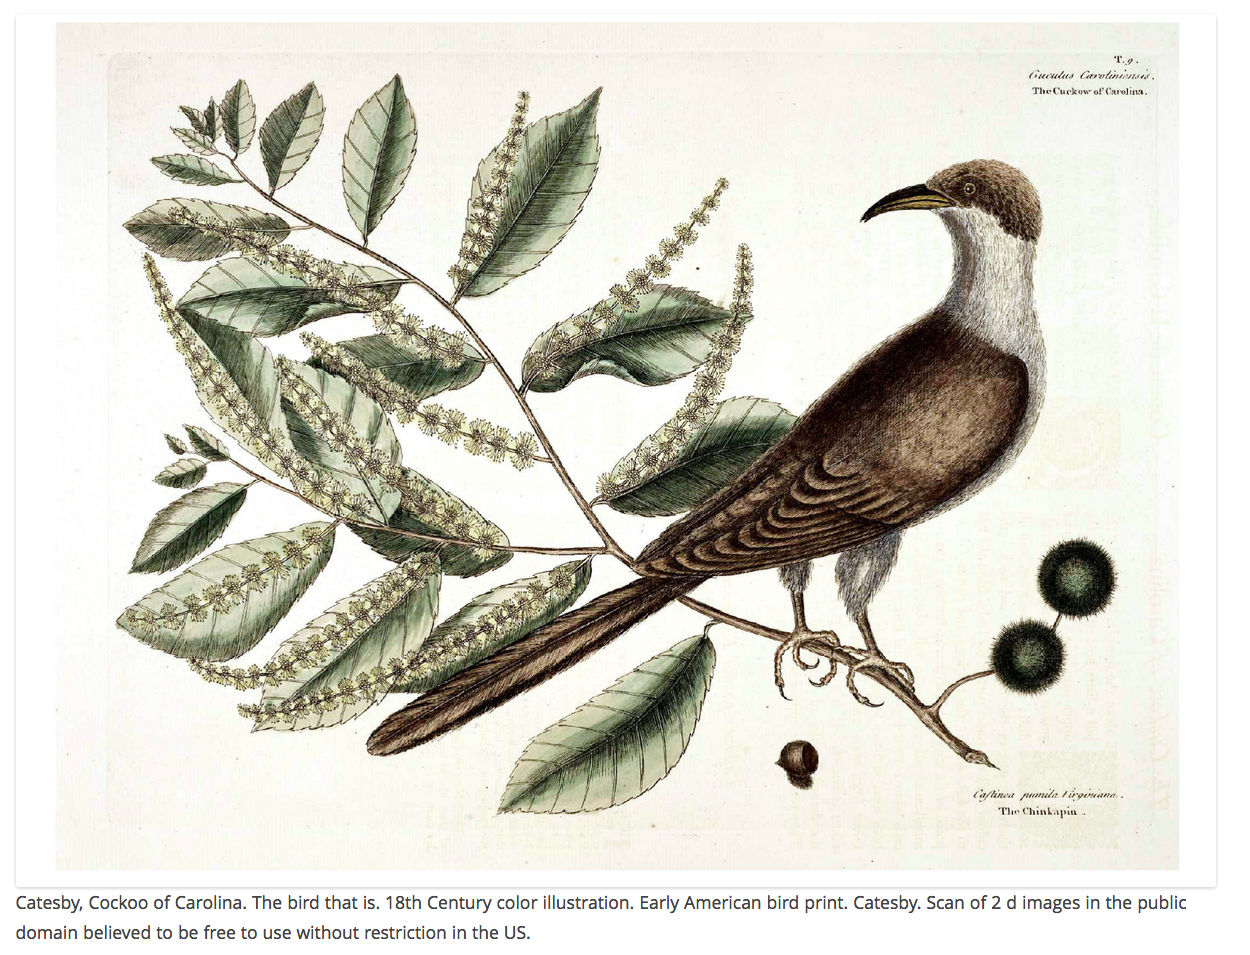 T.9.
Cuculus Caroliniensis.
The Cuckow of Carolina.
Castinea pumila Virginiana.
The Chinkapin.
Catesby, Cockoo of Carolina. The bird that is. 18th Century color illustration. Early American bird print. Catesby. Scan of 2 d images in the public
domain believed to be free to use without restriction in the US.